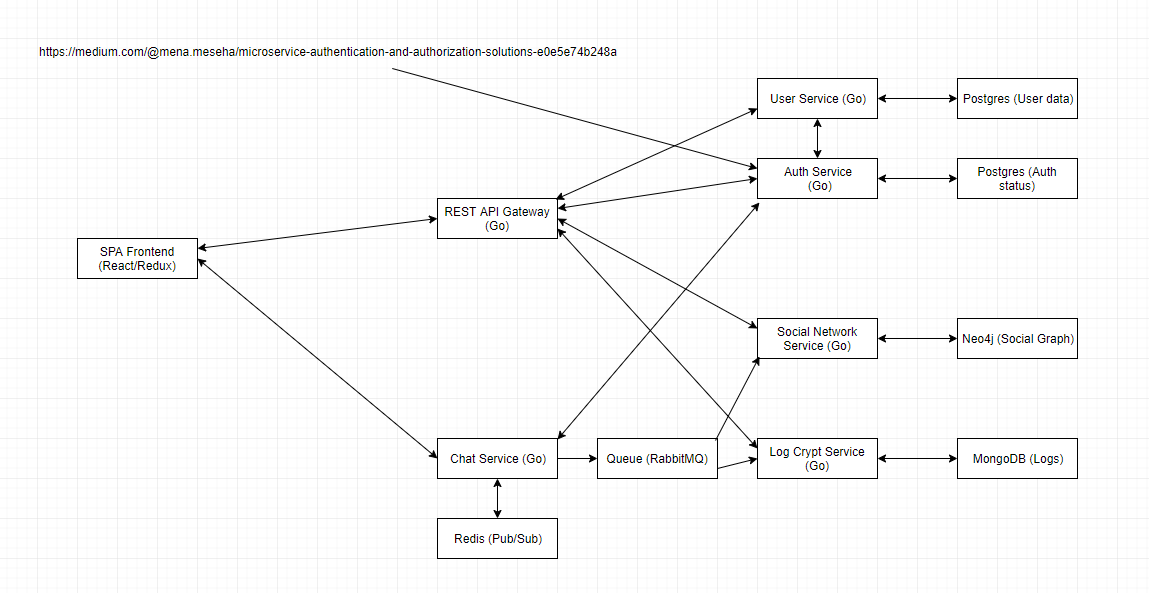 https://medium.com/@mena.meseha/microservice-authentication-and-authorization-solutions-e0e5e74b248a
User Service (Go)
Postgres (User data)
Auth Service
(Go)
Postgres (Auth
status)
REST API Gateway
(Go)
SPA Frontend
(React/Redux)
Social Network
Service (Go)
Neo4j (Social Graph)
Chat Service (Go)
Queue (RabbitMQ)
Log Crypt Service
(Go)
MongoDB (Logs)
Redis (Pub/Sub)